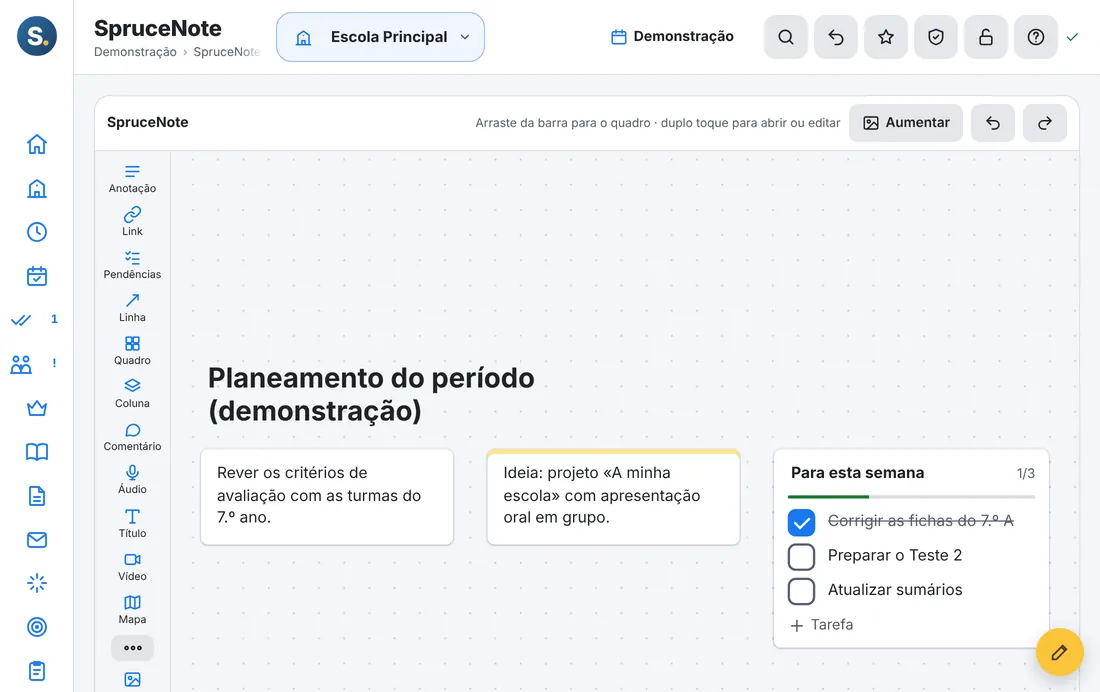 S.
SpruceNote
Demonstração › SpruceNote
Escola Principal
Demonstração
SpruceNote
Arraste da barra para o quadro · duplo toque para abrir ou editar
Aumentar
1
!
Anotação
Link
Pendências
Linha
Quadro
Coluna
Comentário
Áudio
Título
Vídeo
Mapa
Planeamento do período
(demonstração)
Rever os critérios de
avaliação com as turmas do
7.º ano.
Ideia: projeto «A minha
escola» com apresentação
oral em grupo.
Para esta semana 1/3
Corrigir as fichas do 7.º A
Preparar o Teste 2
Atualizar sumários
+ Tarefa